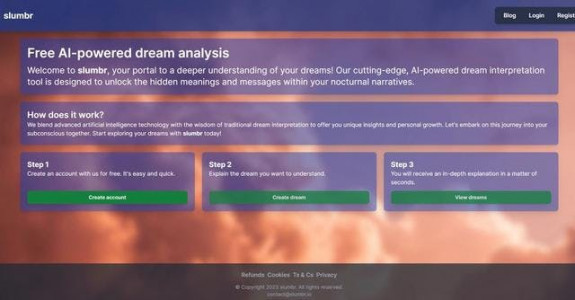 slumbr
Blog Login Regist
Free AI-powered dream analysis
Welcome to slumbr, your portal to a deeper understanding of your dreams! Our cutting-edge, AI-powered dream interpretation
tool is designed to unlock the hidden meanings and messages within your nocturnal narratives.
How does it work?
We blend advanced artificial intelligence technology with the wisdom of traditional dream interpretation to offer you unique insights and personal growth. Let's embark on this journey into your
subconscious together. Start exploring your dreams with slumbr today!
Step 1
Create an account with us for free. It's easy and quick.
Create account
Step 2
Explain the dream you want to understand.
Create dream
Step 3
You will receive an in-depth explanation in a matter of
seconds.
View dreams
Refunds Cookies Ts & Cs Privacy
© Copyright 2023 slumbr. All rights reserved.